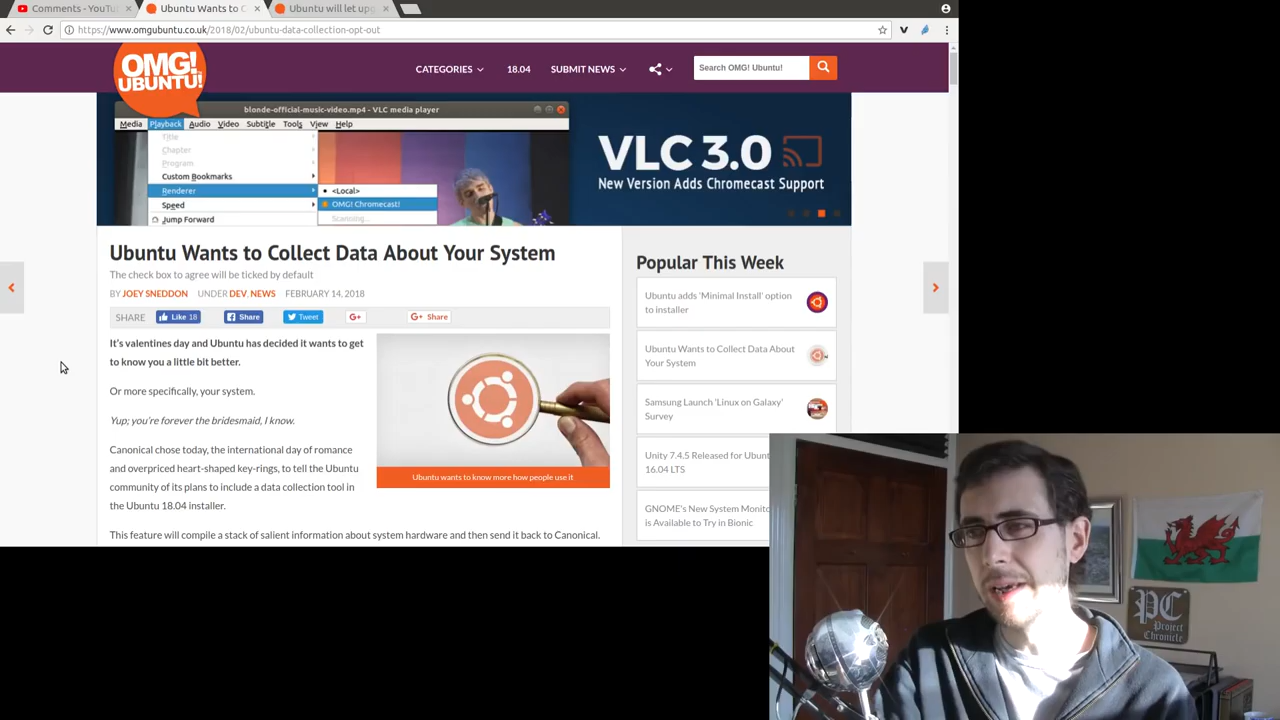 Comments - YouTu
Ubuntu Wants to C
Ubuntu will let up
https://www.omgubuntu.co.uk/2018/02/ubuntu-data-collection-opt-out
OMG!
UBUNTU!
CATEGORIES
18.04
SUBMIT NEWS
Search OMG! Ubuntu!
blonde-official-music-video.mp4 - VLC media player
Media Playback Audio Video Subtitle Tools View Help
Title
Chapter
Program
Custom Bookmarks
Renderer
Speed
Jump Forward
<Local>
OMG! Chromecast!
Scanning...
VLC 3.0
New Version Adds Chromecast Support
Ubuntu Wants to Collect Data About Your System
The check box to agree will be ticked by default
BY JOEY SNEDDON UNDER DEV, NEWS FEBRUARY 14, 2018
SHARE Like 18 Share Tweet G+ G+ Share
It's valentines day and Ubuntu has decided it wants to get
to know you a little bit better.
Or more specifically, your system.
Yup; you're forever the bridesmaid, I know.
Canonical chose today, the international day of romance
and overpriced heart-shaped key-rings, to tell the Ubuntu
community of its plans to include a data collection tool in
the Ubuntu 18.04 installer.
Ubuntu wants to know more how people use it
This feature will compile a stack of salient information about system hardware and then send it back to Canonical.
Popular This Week
Ubuntu adds 'Minimal Install' option
to installer
Ubuntu Wants to Collect Data About
Your System
Samsung Launch 'Linux on Galaxy'
Survey
Unity 7.4.5 Released for Ubunt
16.04 LTS
GNOME's New System Monito
is Available to Try in Bionic
PC
Project
Chronicle